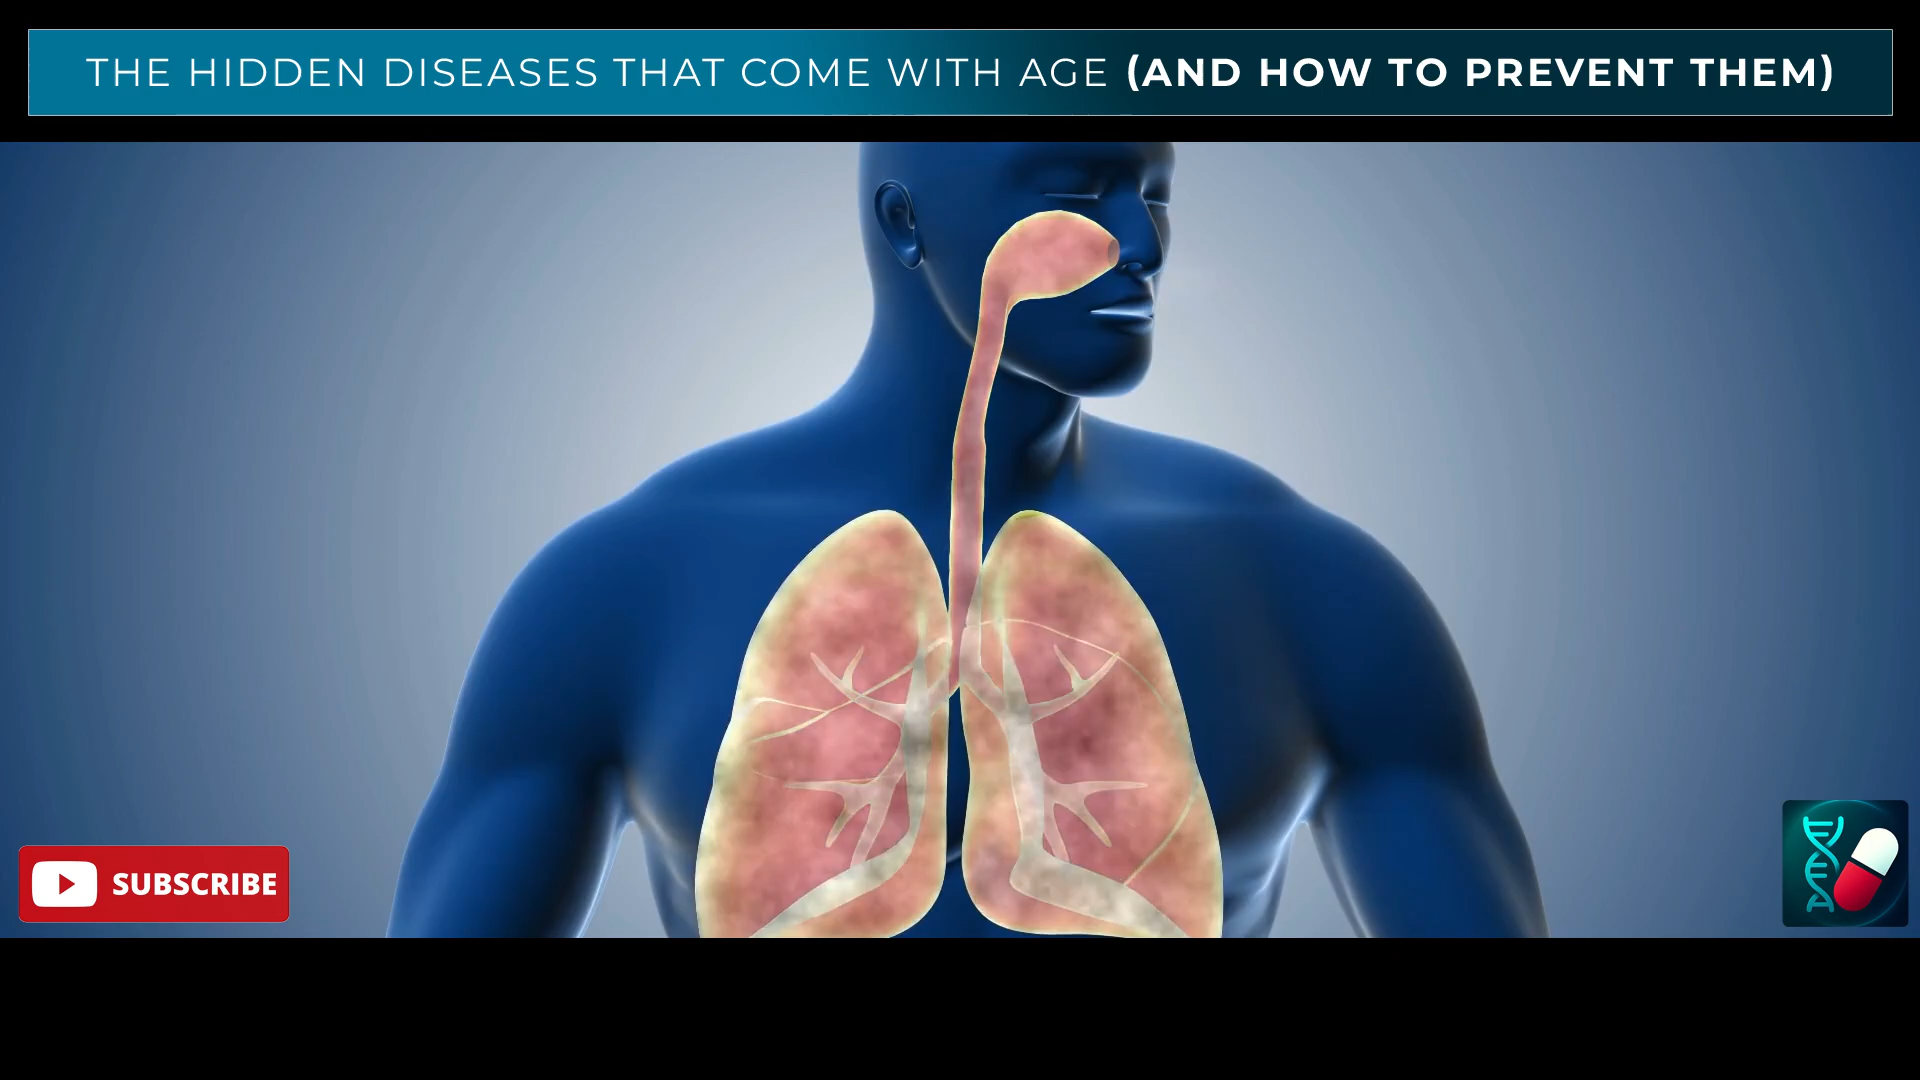 THE HIDDEN DISEASES THAT COME WITH AGE (AND HOW TO PREVENT THEM)
SUBSCRIBE